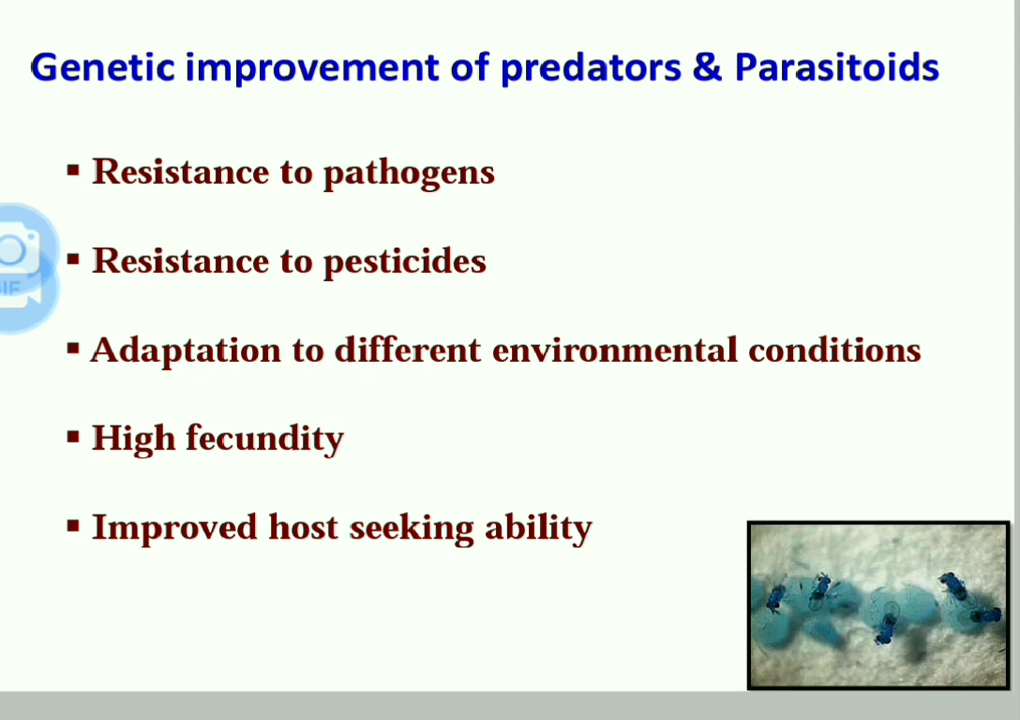 Genetic improvement of predators & Parasitoids
▪ Resistance to pathogens
▪ Resistance to pesticides
▪ Adaptation to different environmental conditions
▪ High fecundity
▪ Improved host seeking ability